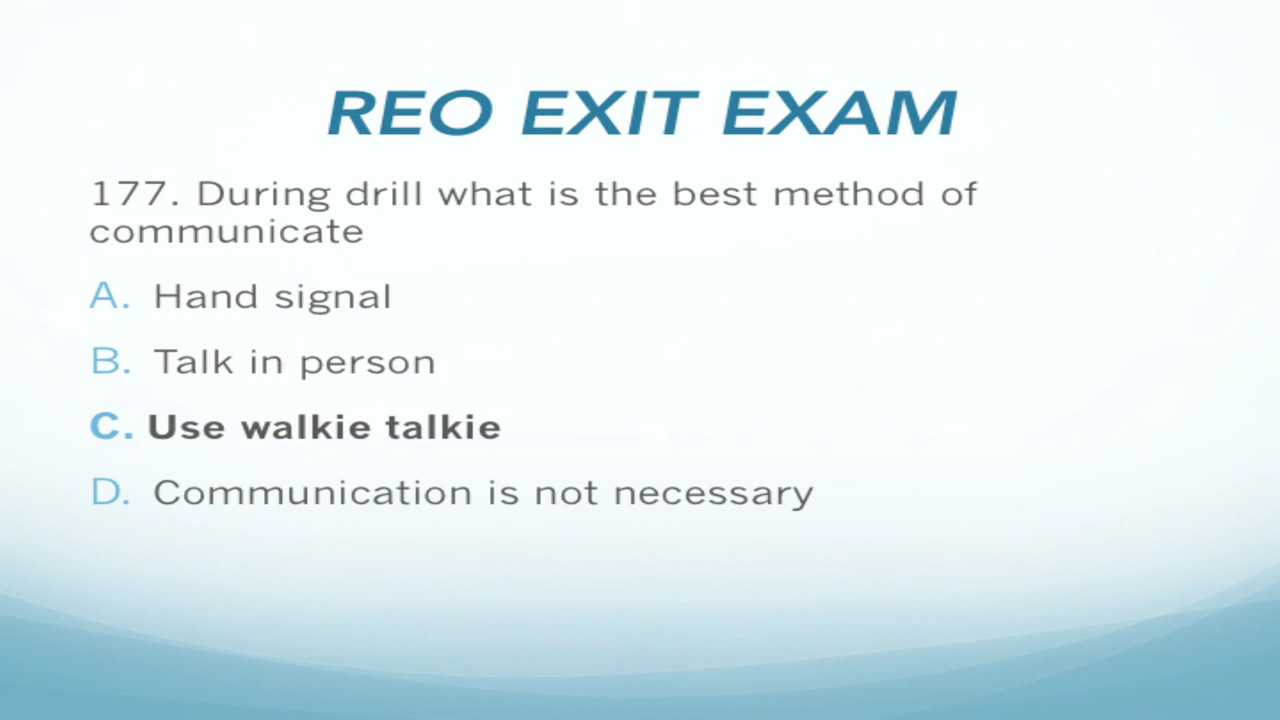 REO EXIT EXAM
177. During drill what is the best method of
communicate
A. Hand signal
B. Talk in person
C. Use walkie talkie
D. Communication is not necessary